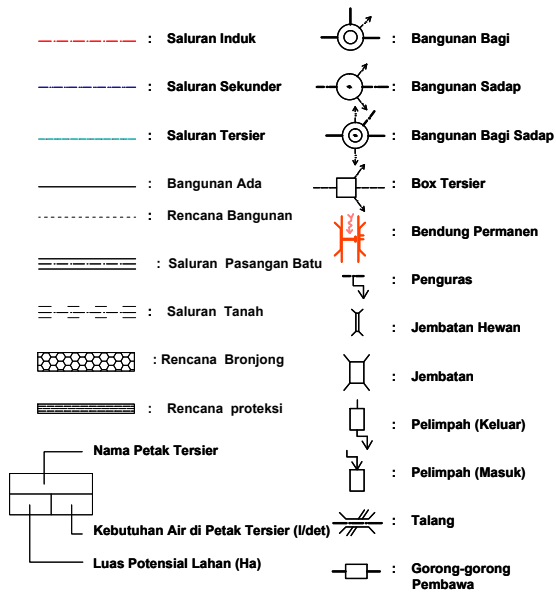 : Saluran Induk
: Saluran Sekunder
: Saluran Tersier
: Bangunan Ada
: Rencana Bangunan
: Saluran Pasangan Batu
: Saluran Tanah
: Rencana Bronjong
: Rencana proteksi
Nama Petak Tersier
Kebutuhan Air di Petak Tersier (l/det)
Luas Potensial Lahan (Ha)
: Bangunan Bagi
: Bangunan Sadap
: Bangunan Bagi Sadap
: Box Tersier
: Bendung Permanen
: Penguras
: Jembatan Hewan
: Jembatan
: Pelimpah (Keluar)
: Pelimpah (Masuk)
: Talang
: Gorong-gorong
Pembawa